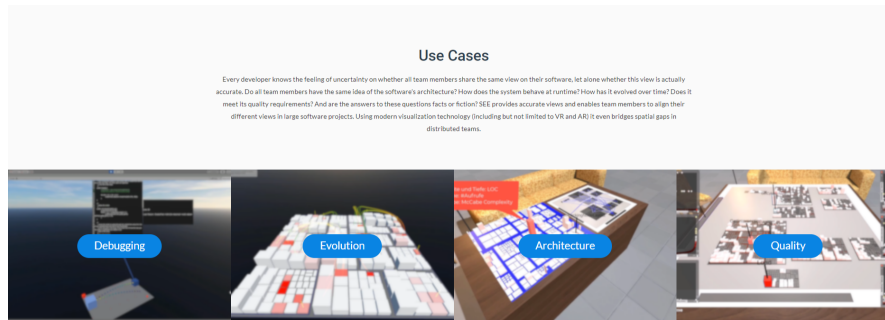 Use Cases
Every developer knows the feeling of uncertainty on whether all team members share the same view on their software, let alone whether this view is actually
accurate. Do all team members have the same idea of the software's architecture? How does the system behave at runtime? How has it evolved over time? Does it
meet its quality requirements? And are the answers to these questions facts or fiction? SEE provides accurate views and enables team members to align their
different views in large software projects. Using modern visualization technology (including but not limited to VR and AR) it even bridges spatial gaps in
distributed teams.
und Tiefe: LOC
McCabe Complexity
Debugging
Evolution
Architecture
Quality